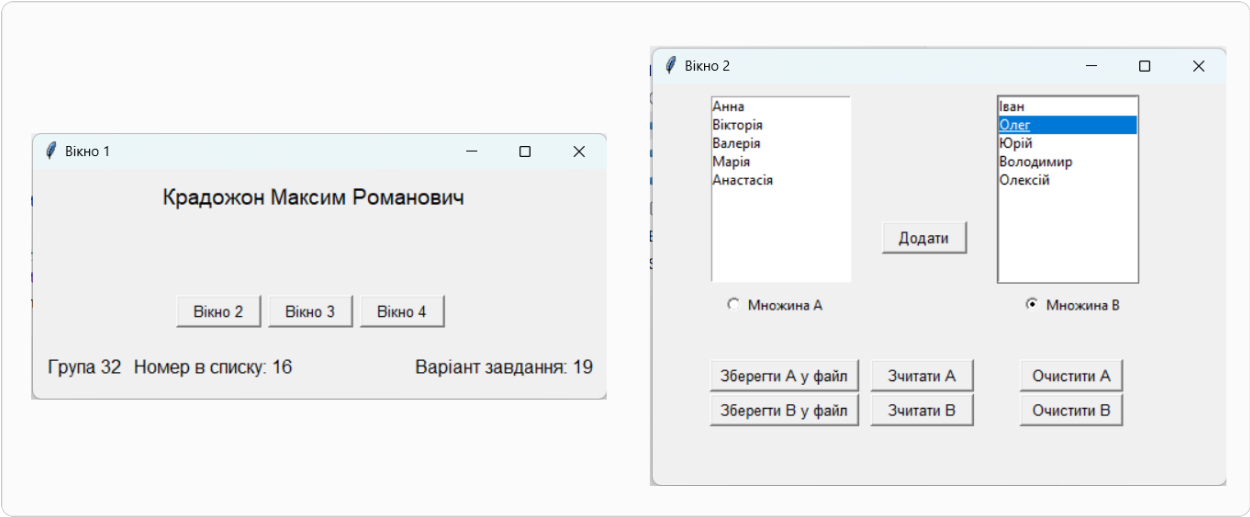 Вікно 1
Крадожон Максим Романович
Вікно 2 Вікно 3 Вікно 4
Група 32 Номер в списку: 16 Варіант завдання: 19
Вікно 2
Анна
Вікторія
Валерія
Марія
Анастасія
Додати
Іван
Олег
Юрій
Володимир
Олексій
Множина A Множина B
Зберегти A у файл Зчитати A Очистити A
Зберегти B у файл Зчитати B Очистити B